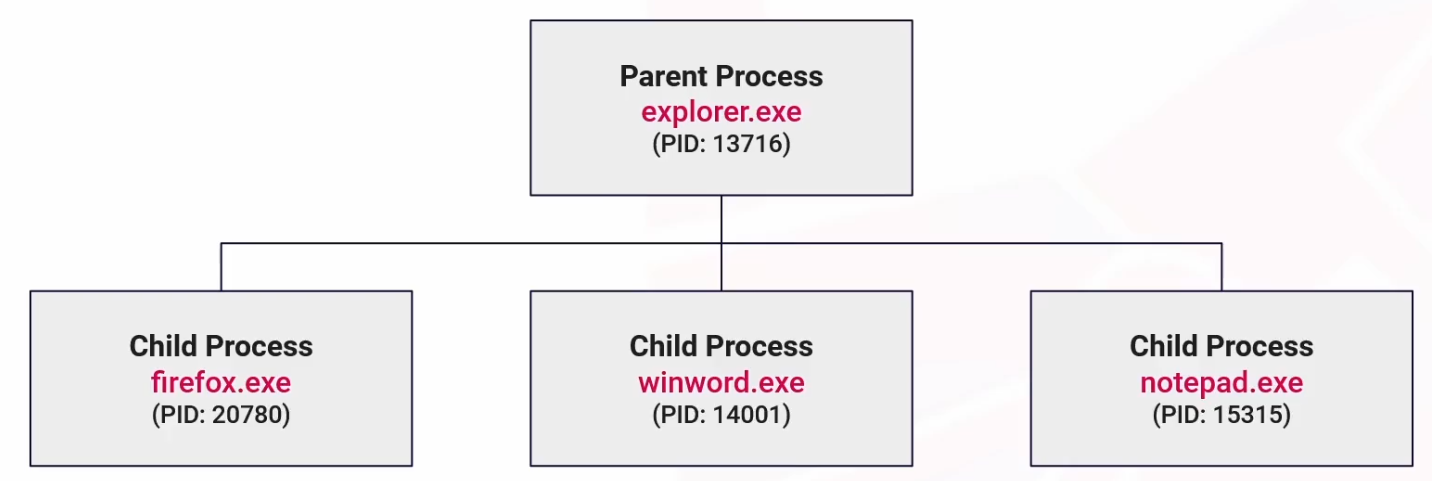 Parent Process
explorer.exe
(PID: 13716)
Child Process
firefox.exe
(PID: 20780)
Child Process
winword.exe
(PID: 14001)
Child Process
notepad.exe
(PID: 15315)